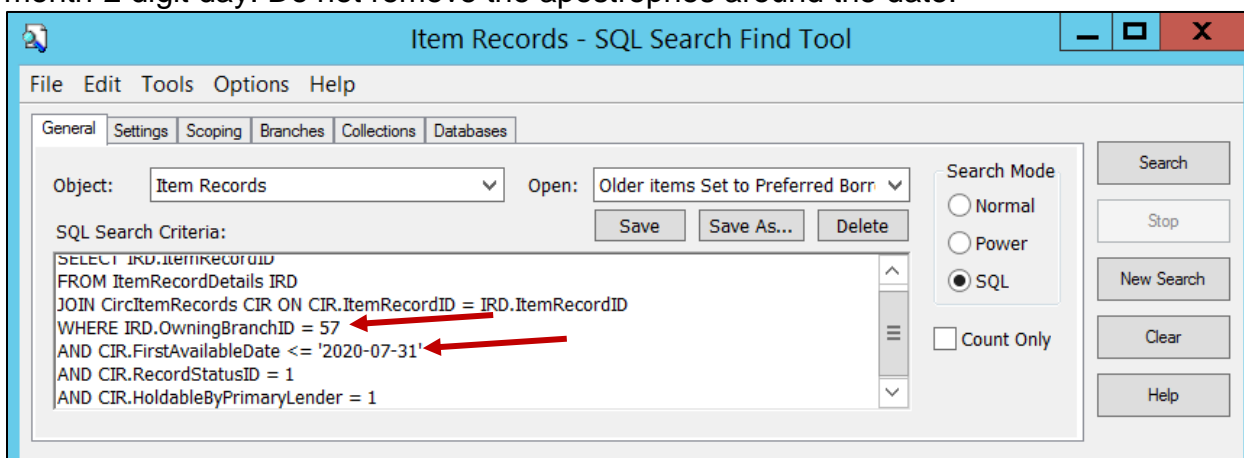 month-2 digit day. Do not remove the apostrophes around the date.
Item Records - SQL Search Find Tool
File Edit Tools Options Help
General Settings Scoping Branches Collections Databases
Object: Item Records Open: Older items Set to Preferred Borr
Search Mode
Search
Normal
SQL Search Criteria: Save Save As... Delete
Power
Stop
SELECT IRD.ItemRecordID
FROM ItemRecordDetails IRD
SQL
New Search
JOIN CircItemRecords CIR ON CIR.ItemRecordID = IRD.ItemRecordID
WHERE IRD.OwningBranchID = 57
AND CIR.FirstAvailableDate <= '2020-07-31'
Count Only
Clear
AND CIR.RecordStatusID = 1
AND CIR.HoldableByPrimaryLender = 1
Help